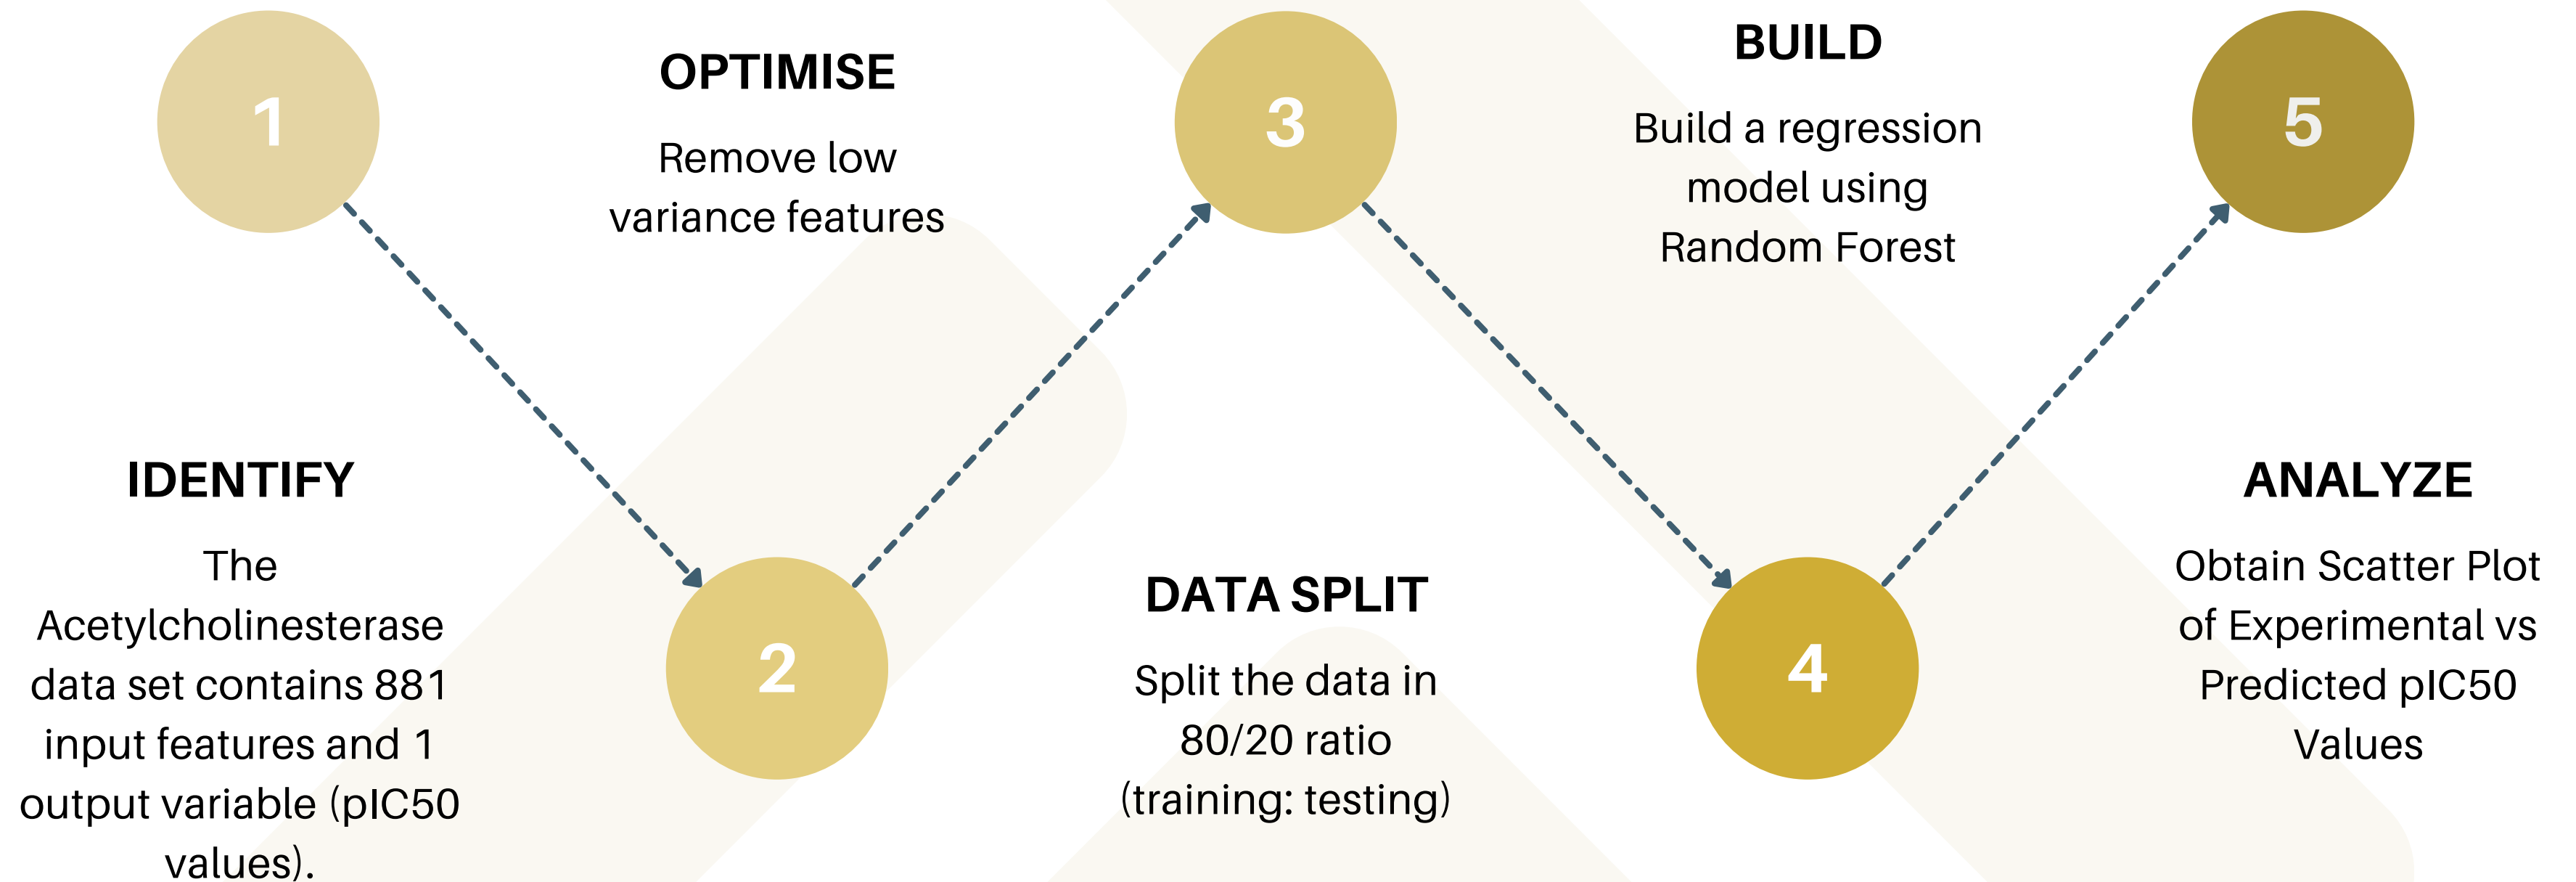 1
IDENTIFY
The
Acetylcholinesterase
data set contains 881
input features and 1
output variable (pIC50
values).
OPTIMISE
Remove low
variance features
2
3
DATA SPLIT
Split the data in
80/20 ratio
(training: testing)
BUILD
Build a regression
model using
Random Forest
4
5
ANALYZE
Obtain Scatter Plot
of Experimental vs
Predicted pIC50
Values